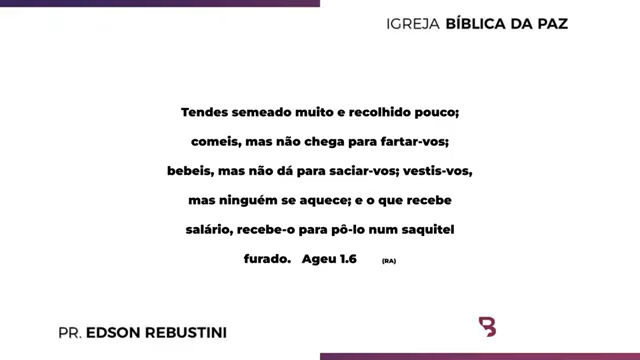 IGREJA BÍBLICA DA PAZ
Tendes semeado muito e recolhido pouco;
comeis, mas não chega para fartar-vos;
bebeis, mas não dá para saciar-vos; vestis-vos,
mas ninguém se aquece; e o que recebe
salário, recebe-o para pô-lo num saquitel
furado. Ageu 1.6 (RA)
PR. EDSON REBUSTINI